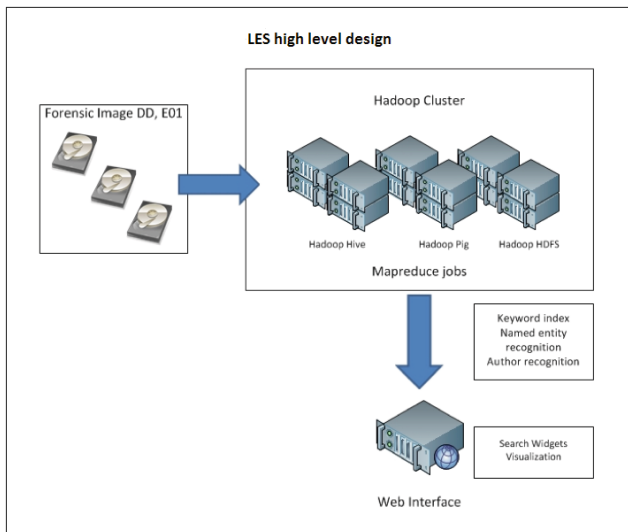 LES high level design
Forensic Image DD, E01
Hadoop Cluster
Hadoop Hive
Hadoop Pig
Hadoop HDFS
Mapreduce jobs
Keyword index
Named entity
recognition
Author recognition
Search Widgets
Visualization
Web Interface